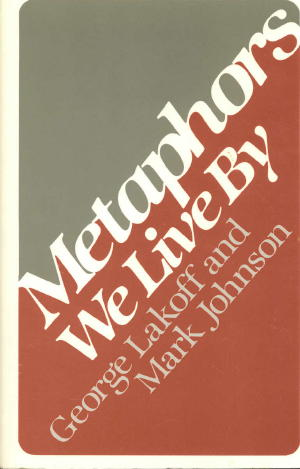 Metaphors
We Live By
George Lakoff and
Mark Johnson